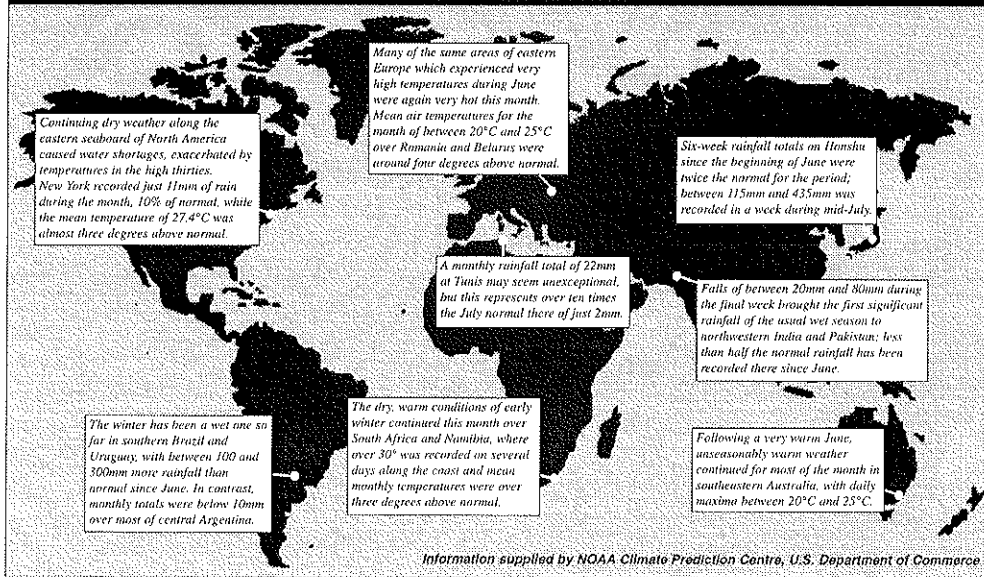 Many of the same areas of eastern
Europe which experienced very
high temperatures during June
were again very hot this month.
Mean air temperatures for the
month of between 20°C and 25°C
over Romania and Belarus were
around four degrees above normal.
Continuing dry weather along the
eastern seaboard of North America
caused water shortages, exacerbated by
temperatures in the high thirties.
New York recorded just 11mm of rain
during the month, 10% of normal, while
the mean temperature of 27.4°C was
almost three degrees above normal.
Six-week rainfall totals on Honshu
since the beginning of June were
twice the normal for the period;
between 115mm and 435mm was
recorded in a week during mid-July.
A monthly rainfall total of 22mm
at Tunis may seem unexceptional,
but this represents over ten times
the July normal there of just 2mm.
Falls of between 20mm and 80mm during
the final week brought the first significant
rainfall of the usual wet season to
northwestern India and Pakistan; less
than half the normal rainfall has been
recorded there since June.
The winter has been a wet one so
far in southern Brazil and
Uruguay, with between 100 and
300mm more rainfall than
normal since June. In contrast,
monthly totals were below 10mm
over most of central Argentina.
The dry, warm conditions of early
winter continued this month over
South Africa and Namibia, where
over 30° was recorded on several
days along the coast and mean
monthly temperatures were over
three degrees above normal.
Following a very warm June,
unseasonably warm weather
continued for most of the month in
southeastern Australia, with daily
maxima between 20°C and 25°C.
Information supplied by NOAA Climate Prediction Centre, U.S. Department of Commerce